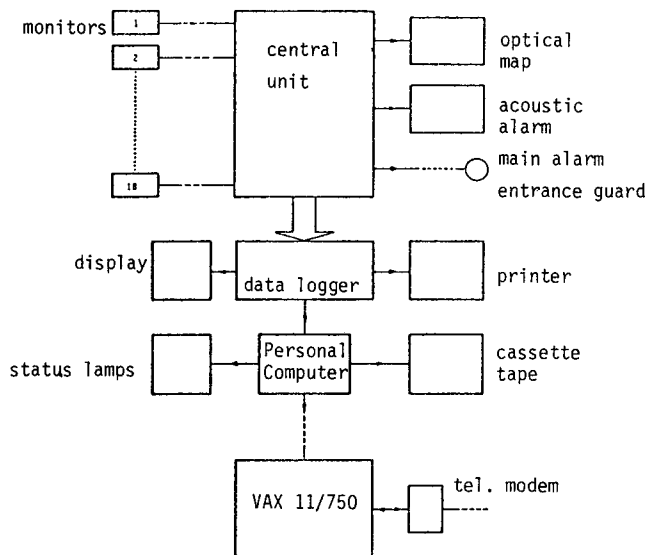 monitors
1
2
18
central
unit
optical
map
acoustic
alarm
main alarm
entrance guard
display
data logger
printer
status lamps
Personal
Computer
cassette
tape
VAX 11/750
tel. modem